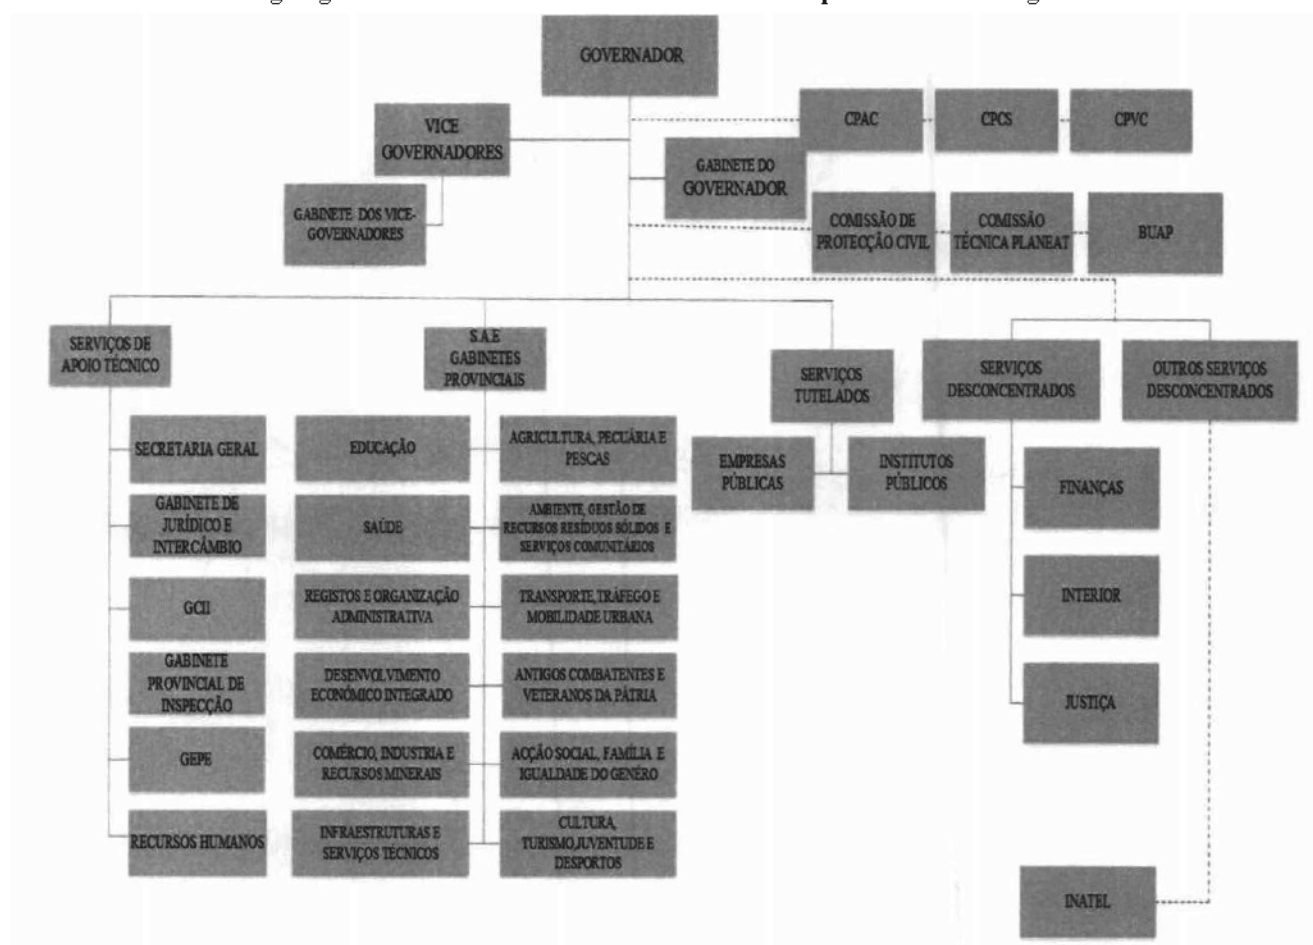 GOVERNADOR
VICE
GOVERNADORES
CPAC
CPCS
CPVC
GABINETE DO
GOVERNADOR
GABINETE DOS VICE-
GOVERNADORES
COMISSÃO DE
PROTECÇÃO CIVIL
COMISSÃO
TÉCNICA PLANEAT
BUAP
SERVIÇOS DE
APOIO TÉCNICO
S.A.E
GABINETES
PROVINCIAIS
SERVIÇOS
TUTELADOS
SERVIÇOS
DESCONCENTRADOS
OUTROS SERVIÇOS
DESCONCENTRADOS
SECRETARIA GERAL
GABINETE DE
JURÍDICO E
INTERCÂMBIO
GCII
GABINETE
PROVINCIAL DE
INSPECÇÃO
GEPE
RECURSOS HUMANOS
EDUCAÇÃO
SAÚDE
REGISTOS E ORGANIZAÇÃO
ADMINISTRATIVA
DESENVOLVIMENTO
ECONÓMICO INTEGRADO
COMÉRCIO, INDUSTRIA E
RECURSOS MINERAIS
INFRAESTRUTURAS E
SERVIÇOS TÉCNICOS
AGRICULTURA, PECUÁRIA E
PESCAS
AMBIENTE, GESTÃO DE
RECURSOS RESÍDUOS SÓLIDOS E
SERVIÇOS COMUNITÁRIOS
TRANSPORTE,TRÁFEGO E
MOBILIDADE URBANA
ANTIGOS COMBATENTES E
VETERANOS DA PÁTRIA
ACÇÃO SOCIAL, FAMÍLIA E
IGUALDADE DO GENÉRO
CULTURA,
TURISMO,JUVENTUDE E
DESPORTOS
EMPRESAS
PÚBLICAS
INSTITUTOS
PÚBLICOS
FINANÇAS
INTERIOR
JUSTIÇA
INATEL